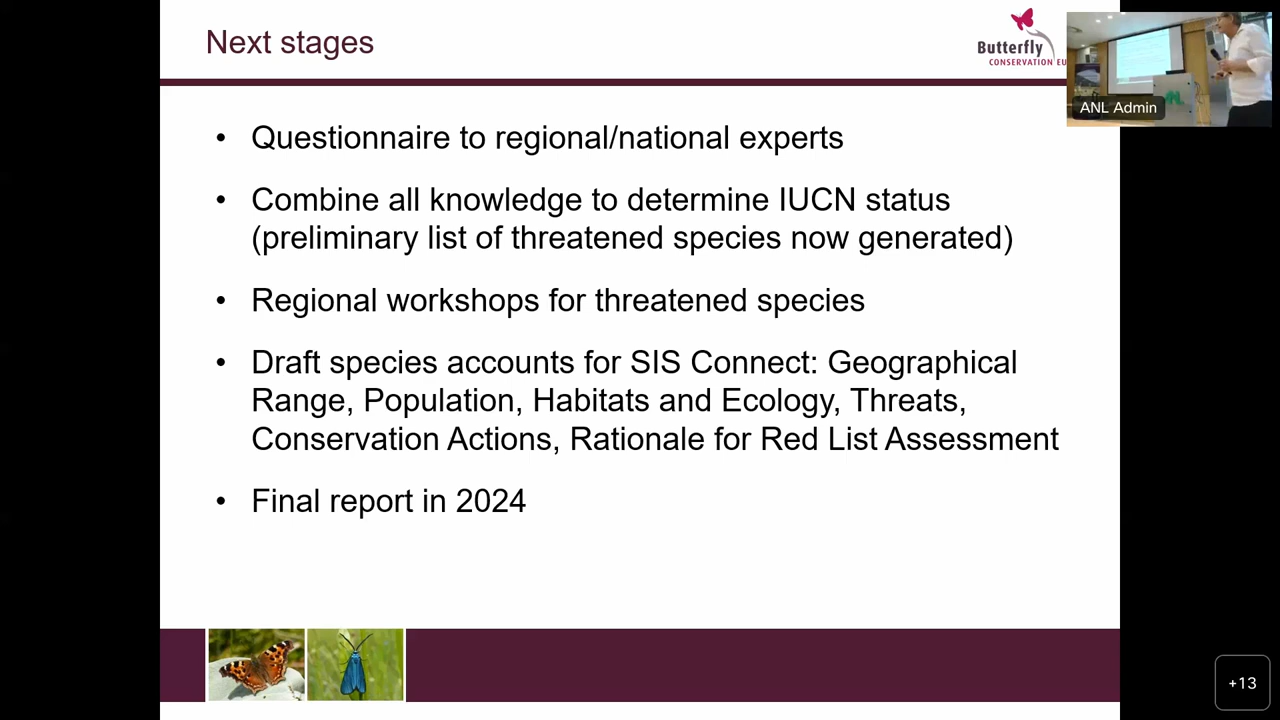 Next stages
Butterfly
CONSERVATION EU
ANL Admin
• Questionnaire to regional/national experts
• Combine all knowledge to determine IUCN status
(preliminary list of threatened species now generated)
• Regional workshops for threatened species
• Draft species accounts for SIS Connect: Geographical
Range, Population, Habitats and Ecology, Threats,
Conservation Actions, Rationale for Red List Assessment
• Final report in 2024
+13